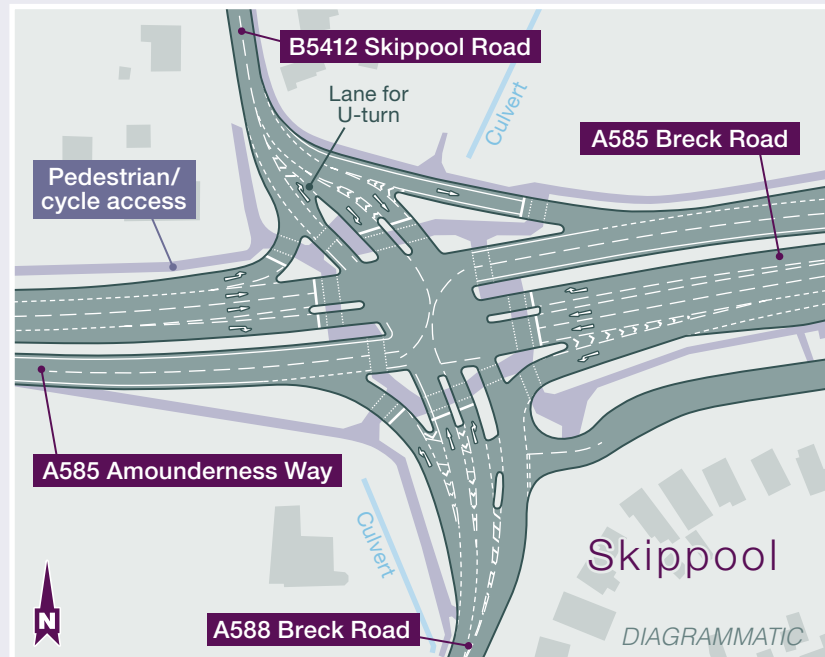 B5412 Skippool Road
Lane for
U-turn
Culvert
A585 Breck Road
Pedestrian/
cycle access
A585 Amounderness Way
Culvert
Skippool
N
A588 Breck Road
DIAGRAMMATIC